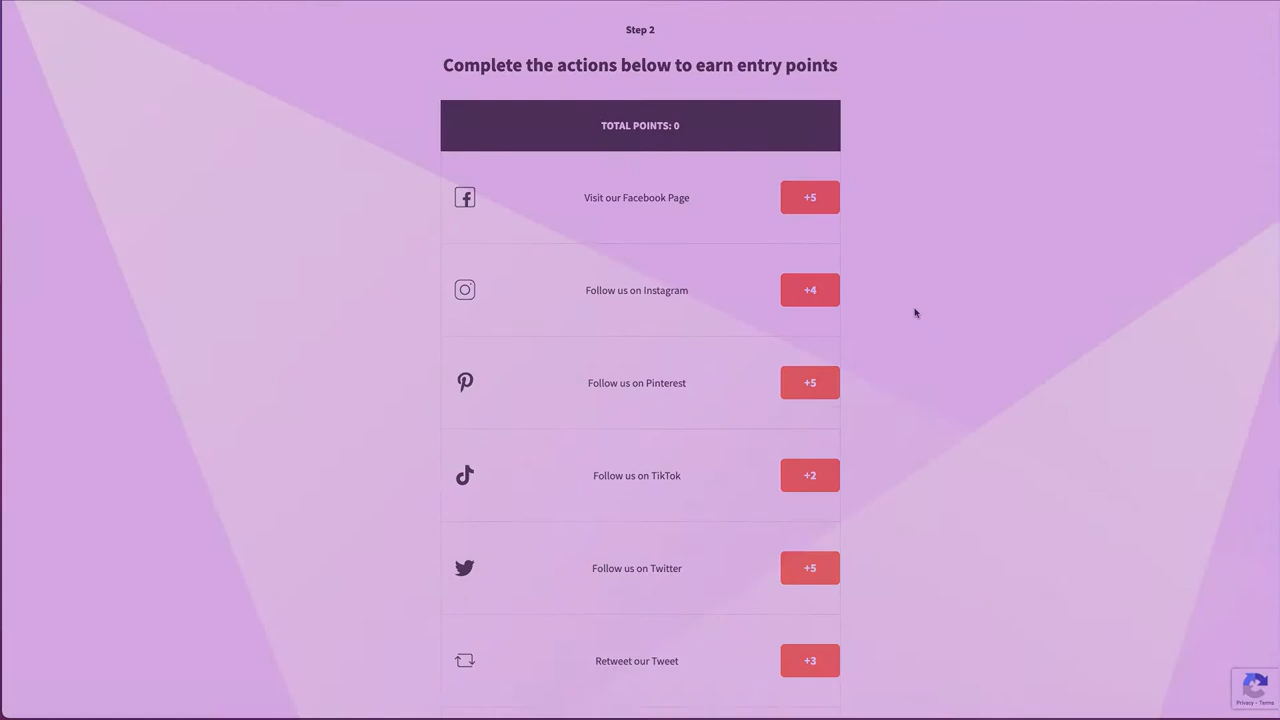 Step 2
Complete the actions below to earn entry points
TOTAL POINTS: 0
Visit our Facebook Page
+5
Follow us on Instagram
+4
Follow us on Pinterest
+5
Follow us on TikTok
+2
Follow us on Twitter
+5
Retweet our Tweet
+3
Privacy - Terms